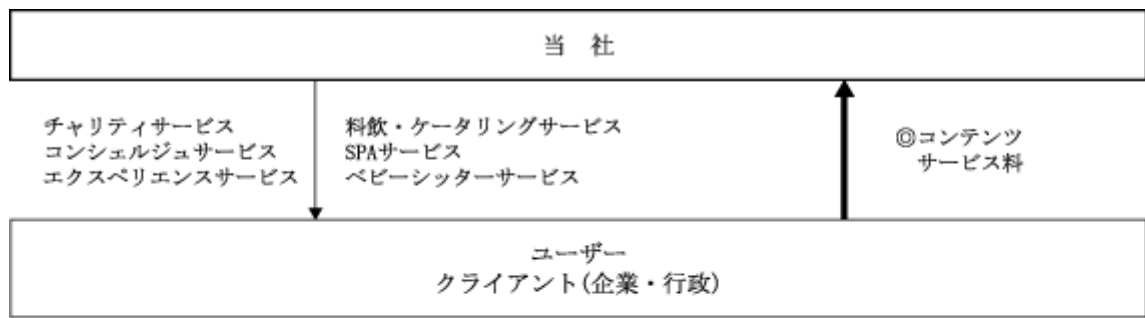 当 社
チャリティサービス
コンシェルジュサービス
エクスペリエンスサービス
料飲・ケータリングサービス
SPAサービス
ベビーシッターサービス
◎コンテンツ
サービス料
ユーザー
クライアント(企業・行政)